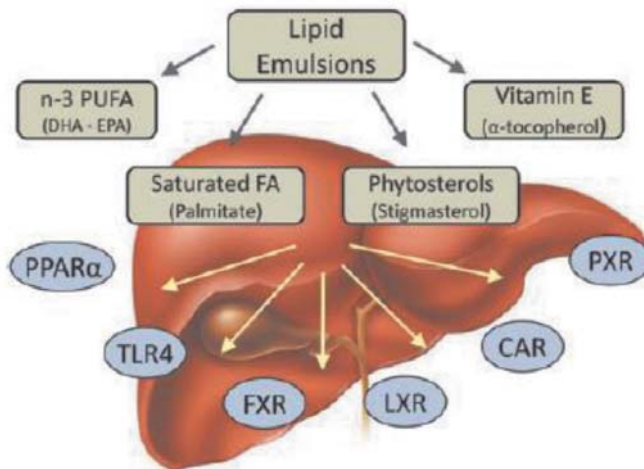 Lipid
Emulsions
n-3 PUFA
(DHA - EPA)
Vitamin E
(α-tocopherol)
Saturated FA
(Palmitate)
Phytosterols
(Stigmasterol)
PPARα
PXR
TLR4
CAR
FXR
LXR